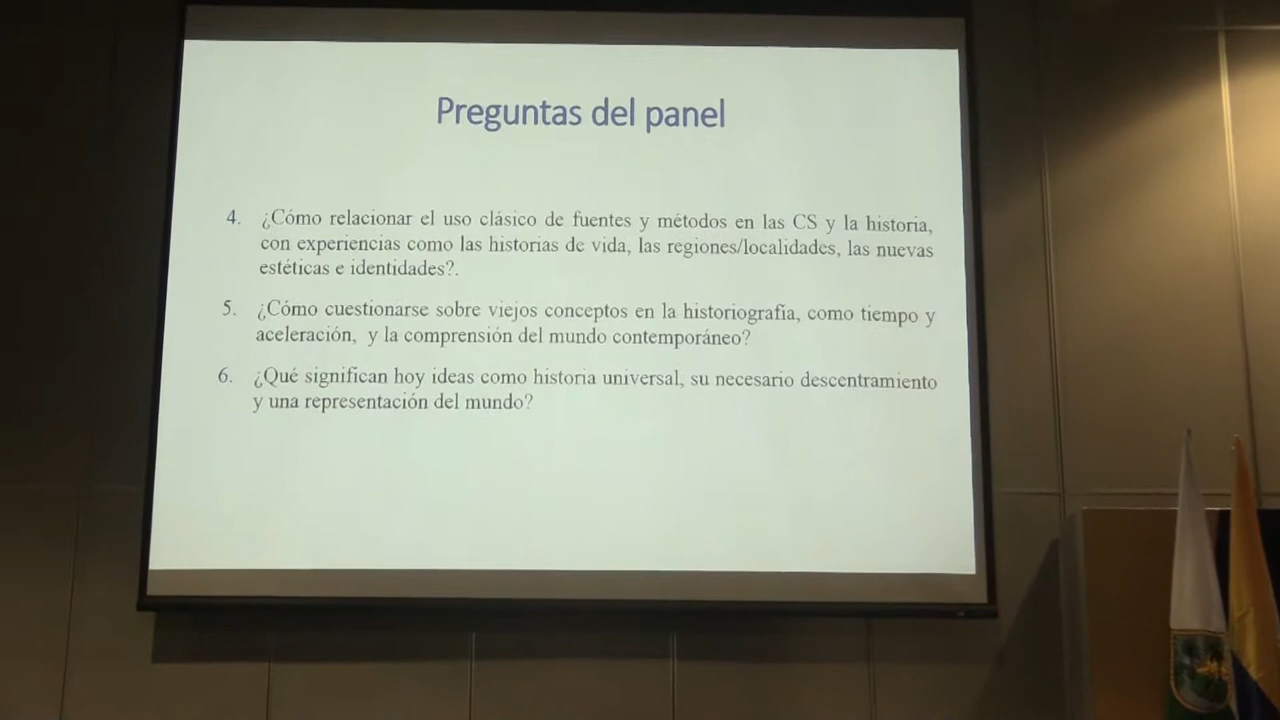 Preguntas del panel
4. ¿Cómo relacionar el uso clásico de fuentes y métodos en las CS y la historia,
con experiencias como las historias de vida, las regiones/localidades, las nuevas
estéticas e identidades?.
5. ¿Cómo cuestionarse sobre viejos conceptos en la historiografía, como tiempo y
aceleración, y la comprensión del mundo contemporáneo?
6. ¿Qué significan hoy ideas como historia universal, su necesario descentramiento
y una representación del mundo?